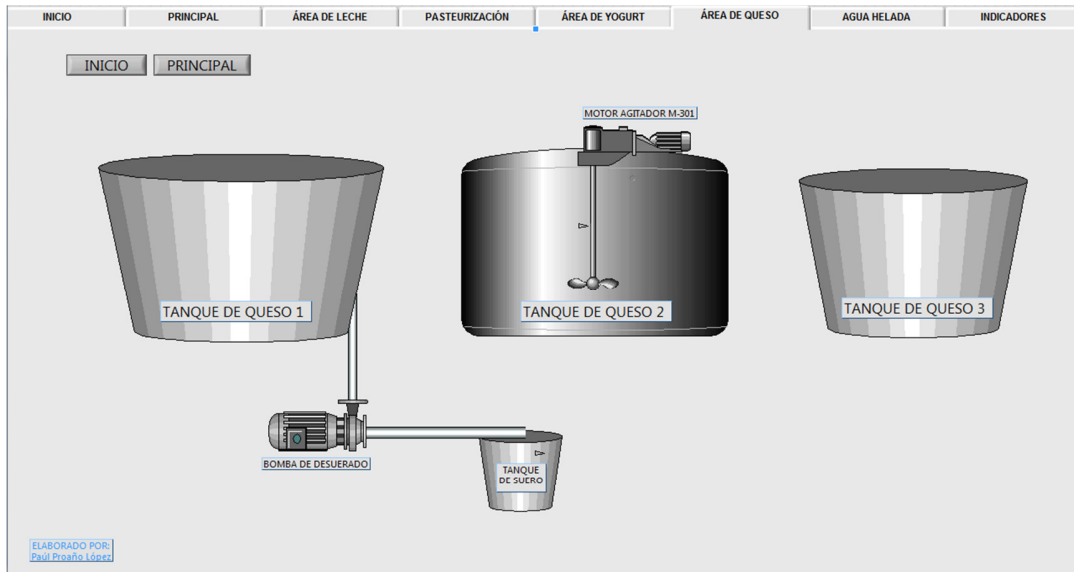 INICIO
PRINCIPAL
ÁREA DE LECHE
PASTEURIZACIÓN
ÁREA DE YOGURT
ÁREA DE QUESO
AGUA HELADA
INDICADORES
INICIO
PRINCIPAL
MOTOR AGITADOR M-301
TANQUE DE QUESO 1
TANQUE DE QUESO 2
TANQUE DE QUESO 3
BOMBA DE DESUERADO
TANQUE
DE SUERO
ELABORADO POR:
Paúl Proaño López